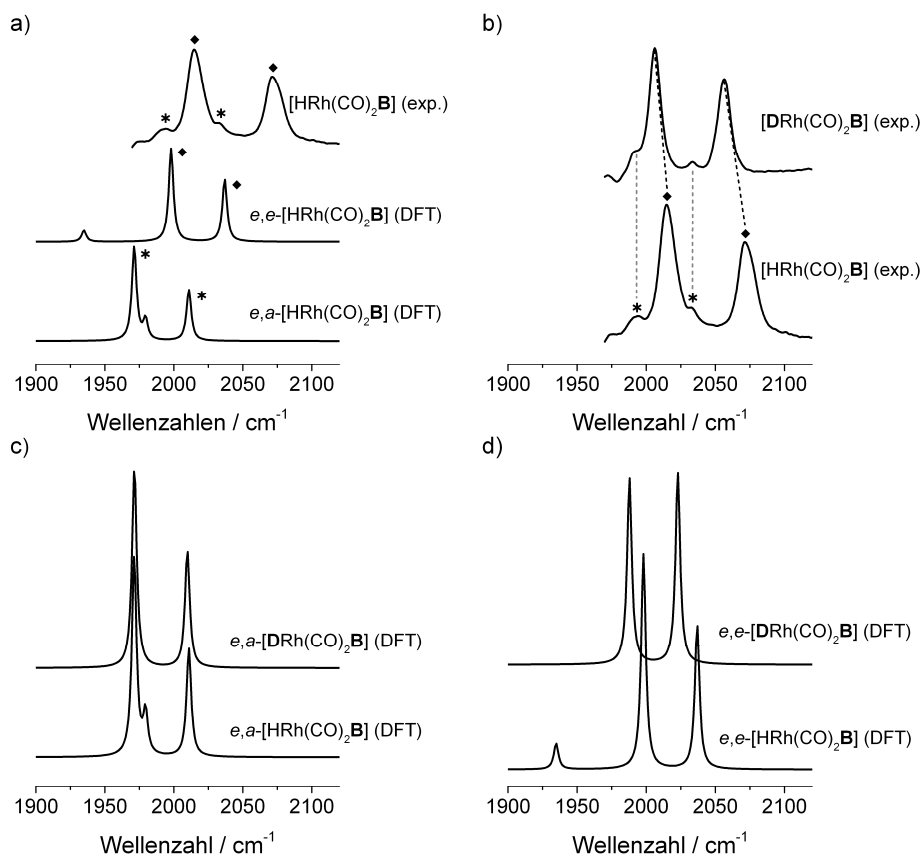 a)
[HRh(CO)₂B] (exp.)
e,e-[HRh(CO)₂B] (DFT)
e,a-[HRh(CO)₂B] (DFT)
1900 1950 2000 2050 2100
Wellenzahlen / cm⁻¹
b)
[DRh(CO)₂B] (exp.)
[HRh(CO)₂B] (exp.)
1900 1950 2000 2050 2100
Wellenzahl / cm⁻¹
c)
e,a-[DRh(CO)₂B] (DFT)
e,a-[HRh(CO)₂B] (DFT)
1900 1950 2000 2050 2100
Wellenzahl / cm⁻¹
d)
e,e-[DRh(CO)₂B] (DFT)
e,e-[HRh(CO)₂B] (DFT)
1900 1950 2000 2050 2100
Wellenzahl / cm⁻¹